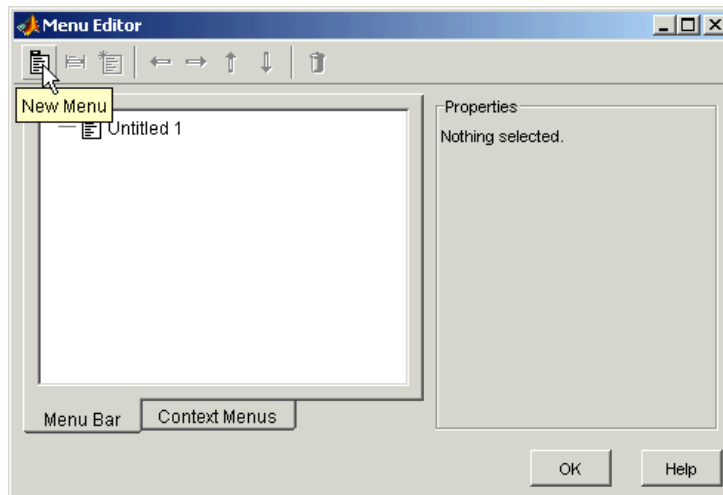 Menu Editor
New Menu
Untitled 1
Properties
Nothing selected.
Menu Bar
Context Menus
OK
Help